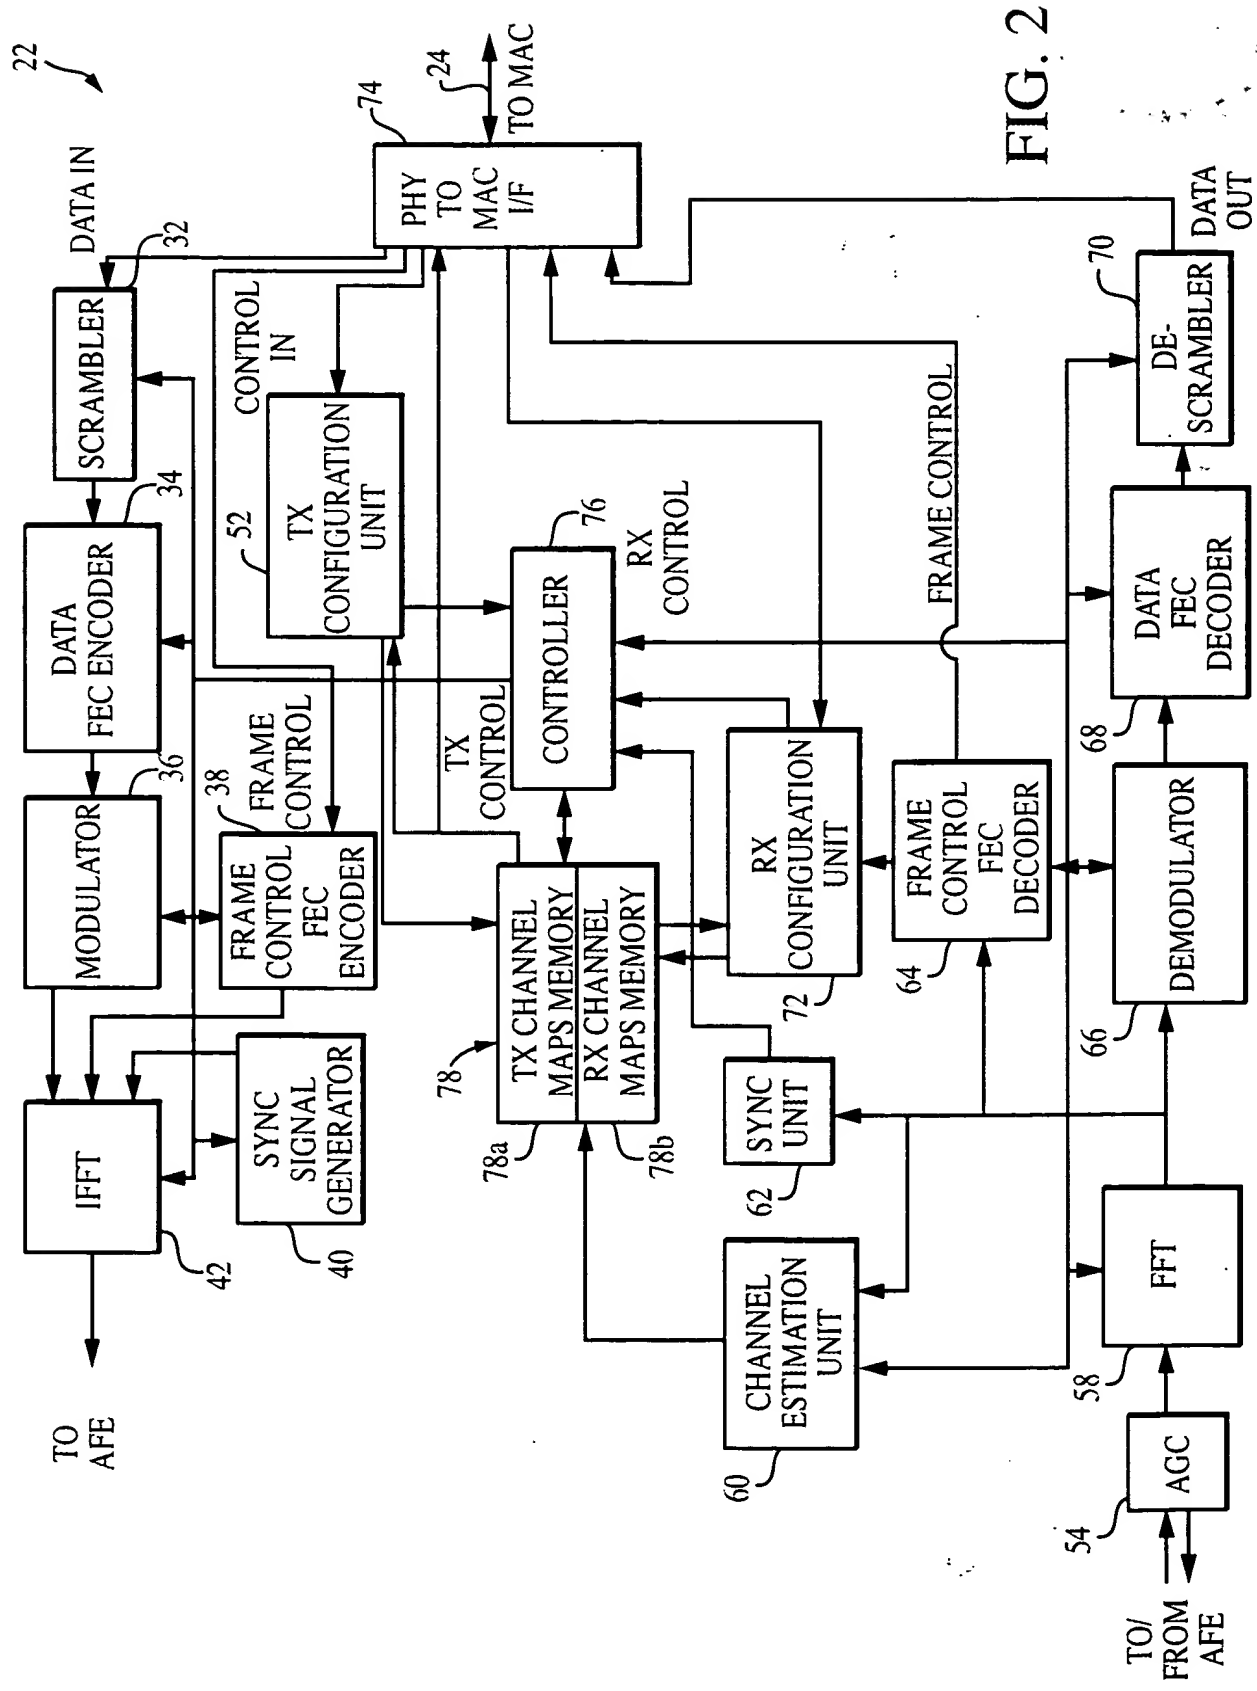 22
DATA IN
SCRAMBLER
32
DATA
FEC ENCODER
34
MODULATOR
36
IFFT
42
TO
AFE
FRAME
CONTROL
FEC
ENCODER
38
FRAME
CONTROL
SYNC
SIGNAL
GENERATOR
40
CONTROL
IN
TX
CONFIGURATION
UNIT
52
PHY
TO
MAC
I/F
74
24
TO MAC
TX
CONTROL
CONTROLLER
76
RX
CONTROL
TX CHANNEL
MAPS MEMORY
RX CHANNEL
MAPS MEMORY
78
78a
78b
RX
CONFIGURATION
UNIT
72
SYNC
UNIT
62
CHANNEL
ESTIMATION
UNIT
60
FRAME
CONTROL
FEC
DECODER
64
FRAME CONTROL
TO/
FROM
AFE
AGC
54
FFT
58
DEMODULATOR
66
DATA
FEC
DECODER
68
DE-
SCRAMBLER
70
DATA
OUT
FIG. 2